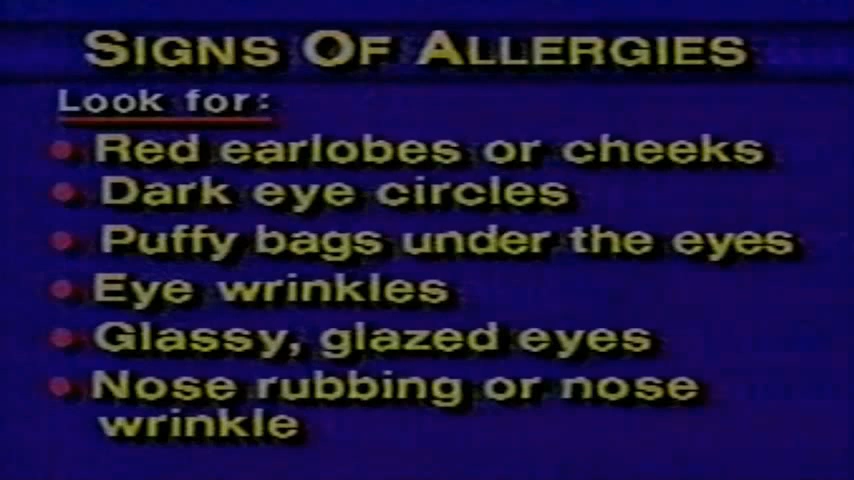 SIGNS OF ALLERGIES
Look for:
• Red earlobes or cheeks
• Dark eye circles
• Puffy bags under the eyes
• Eye wrinkles
• Glassy, glazed eyes
• Nose rubbing or nose
wrinkle